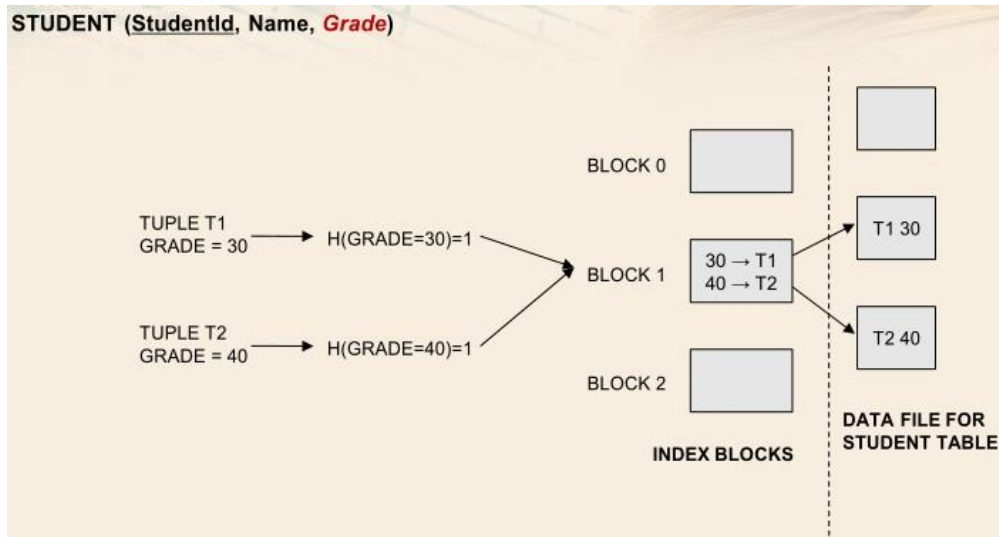 STUDENT (StudentId, Name, Grade)
TUPLE T1
GRADE = 30
H(GRADE=30)=1
TUPLE T2
GRADE = 40
H(GRADE=40)=1
BLOCK 0
BLOCK 1
30 → T1
40 → T2
BLOCK 2
INDEX BLOCKS
T1 30
T2 40
DATA FILE FOR
STUDENT TABLE